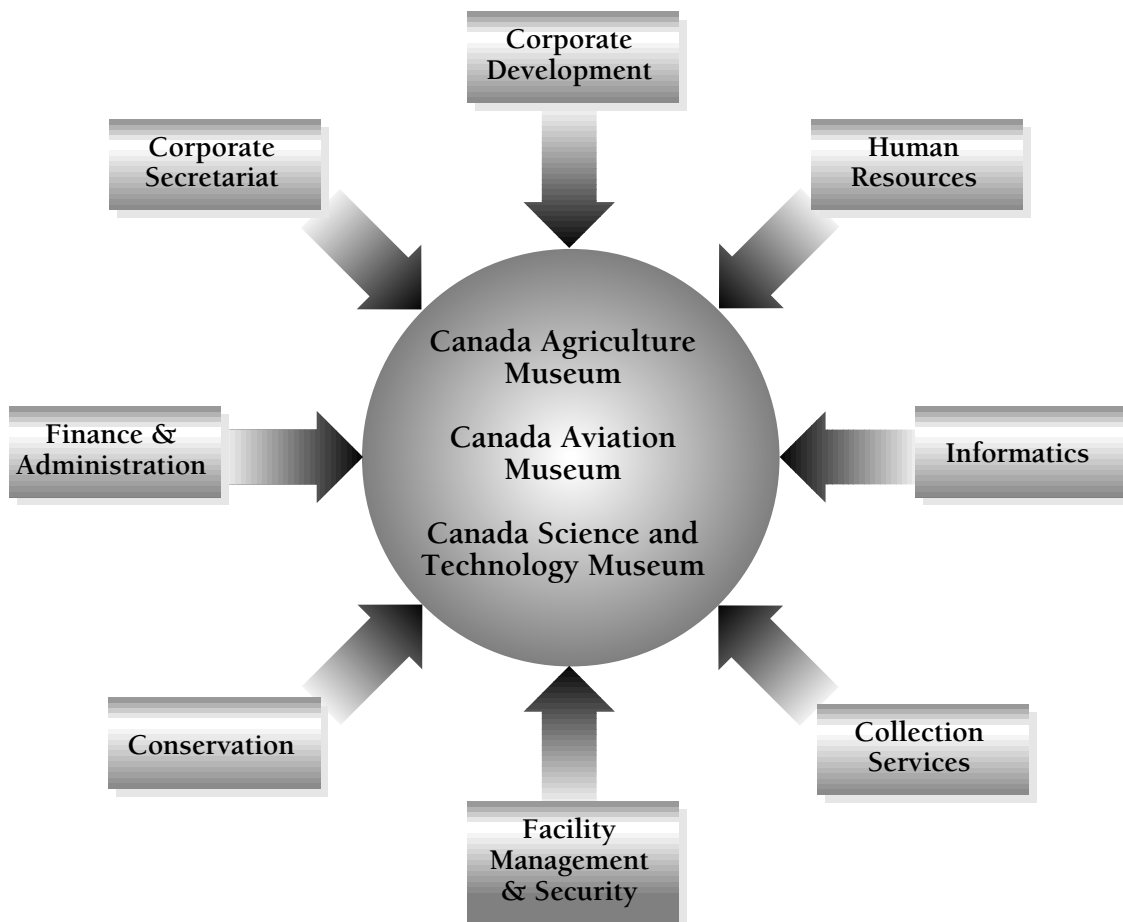 Corporate
Development
Corporate
Secretariat
Human
Resources
Canada Agriculture
Museum
Canada Aviation
Museum
Canada Science and
Technology Museum
Finance &
Administration
Informatics
Conservation
Collection
Services
Facility
Management
& Security